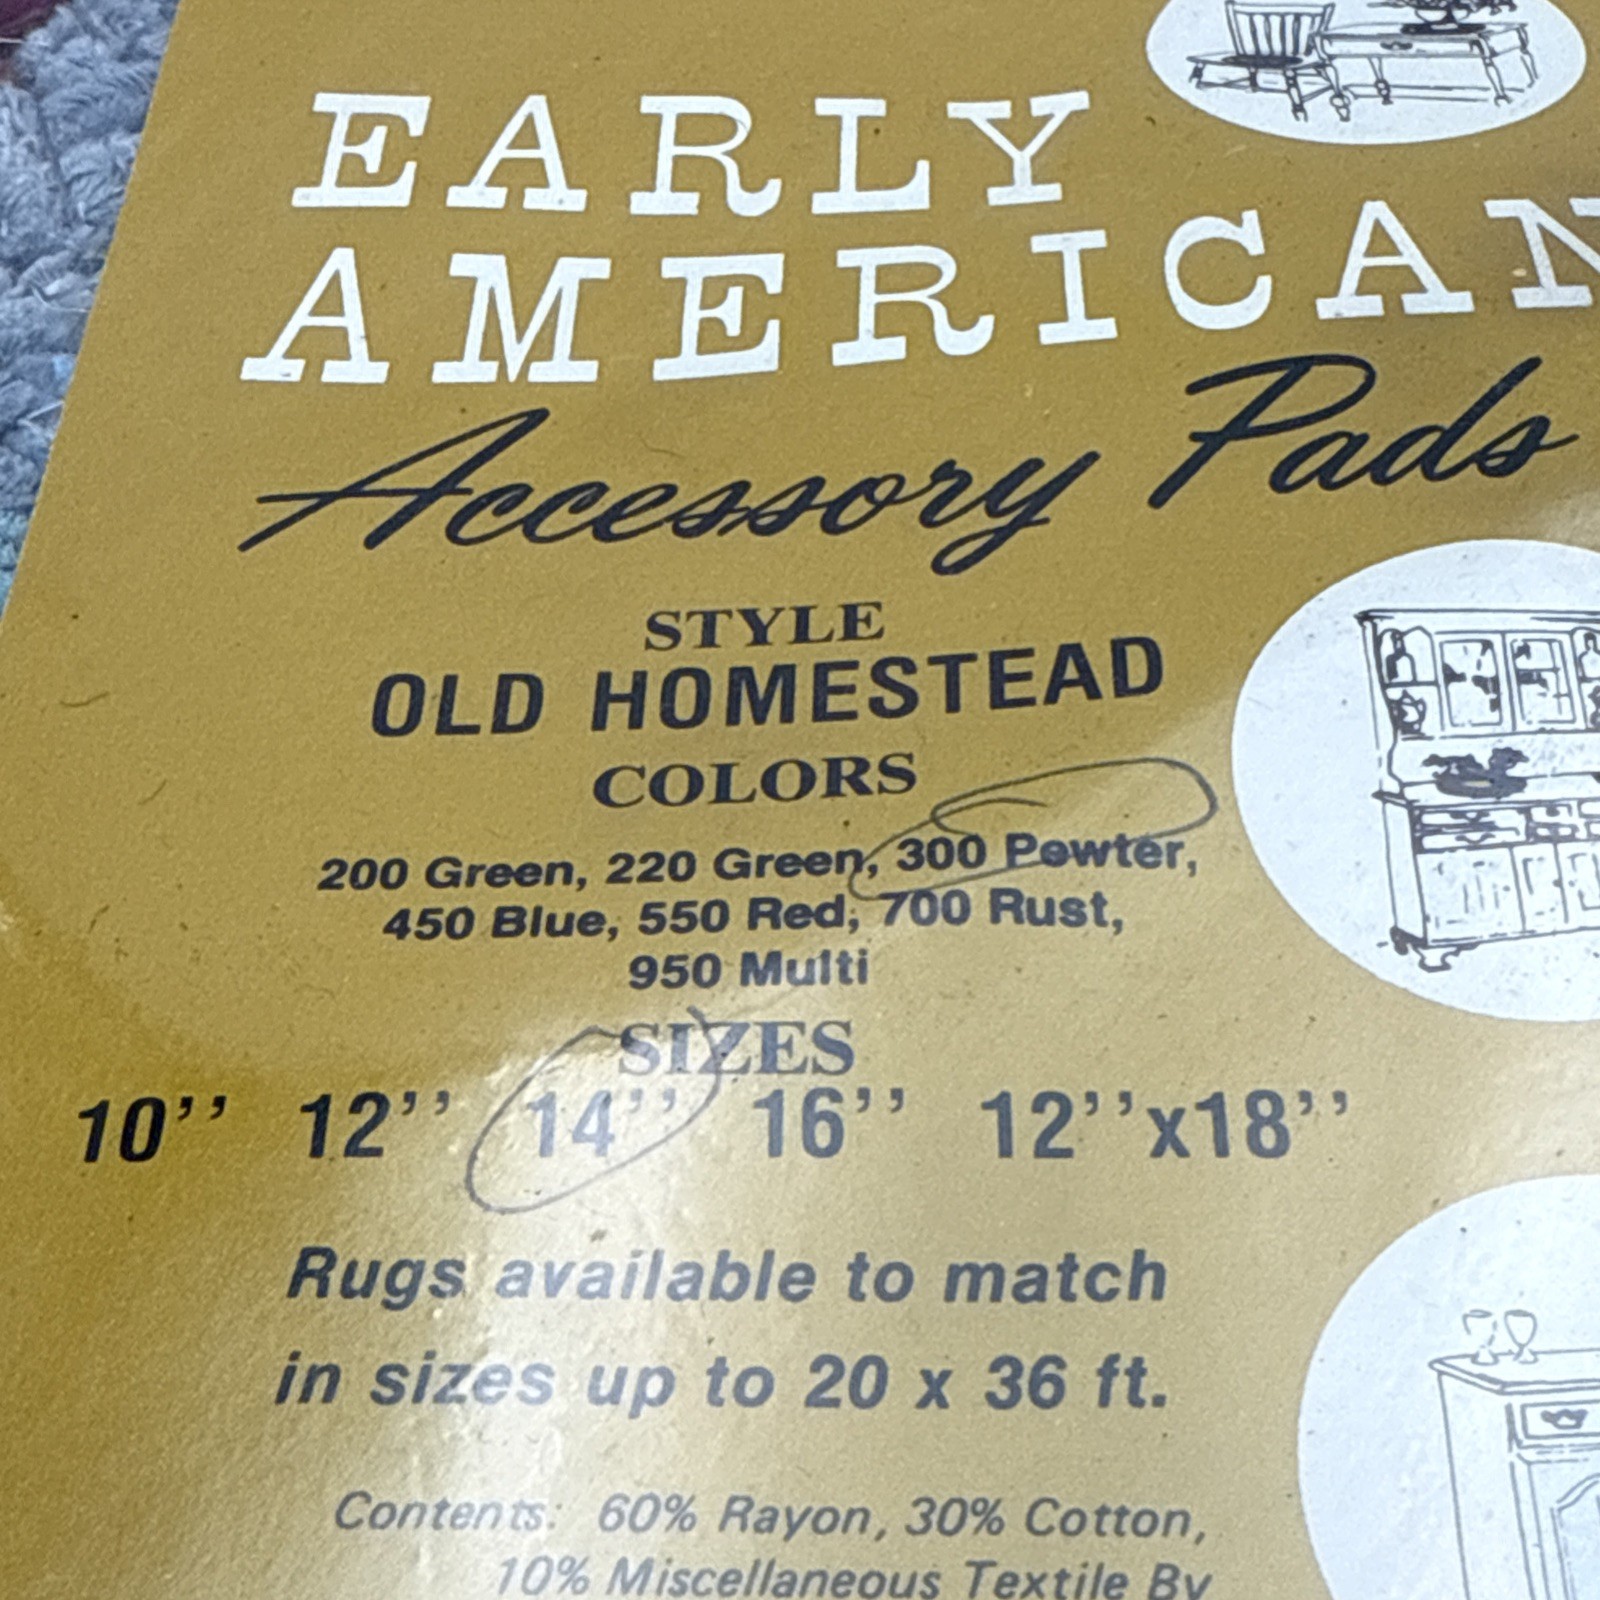 EARLY
AMERICAN
Accessory Pads
STYLE
OLD HOMESTEAD
COLORS
200 Green, 220 Green, 300 Pewter,
450 Blue, 550 Red, 700 Rust,
950 Multi
SIZES
10’’ 12’’ 14’’ 16’’ 12’’x18’’
Rugs available to match
in sizes up to 20 x 36 ft.
Contents: 60% Rayon, 30% Cotton,
10% Miscellaneous Textile By